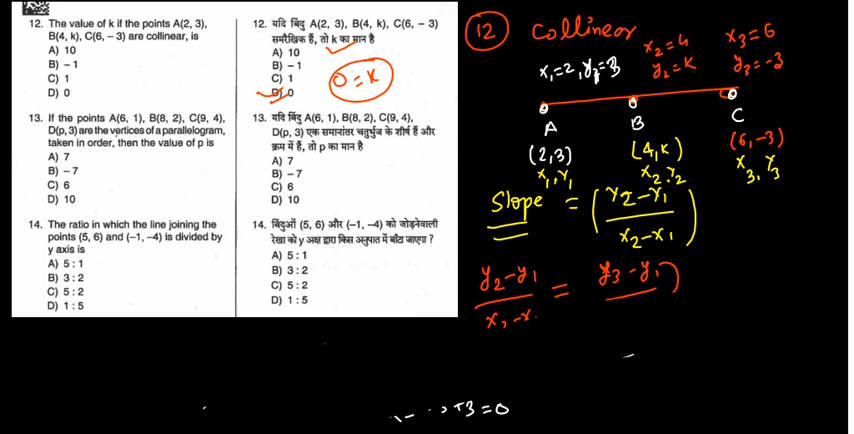 12. The value of k if the points A(2, 3),
B(4, k), C(6, – 3) are collinear, is
A) 10
B) – 1
C) 1
D) 0
13. If the points A(6, 1), B(8, 2), C(9, 4),
D(p, 3) are the vertices of a parallelogram,
taken in order, then the value of p is
A) 7
B) – 7
C) 6
D) 10
14. The ratio in which the line joining the
points (5, 6) and (–1, –4) is divided by
y axis is
A) 5 : 1
B) 3 : 2
C) 5 : 2
D) 1 : 5
12. यदि बिंदु A(2, 3), B(4, k), C(6, – 3)
समरैखिक हैं, तो k का मान है
A) 10
B) – 1
C) 1
D) 0
0 = K
13. यदि बिंदु A(6, 1), B(8, 2), C(9, 4),
D(p, 3) एक समानांतर चतुर्भुज के शीर्ष हैं और
क्रम में हैं, तो p का मान है
A) 7
B) – 7
C) 6
D) 10
14. बिंदुओं (5, 6) और (–1, –4) को जोड़नेवाली
रेखा को y अक्ष द्वारा किस अनुपात में बाँटा जाएगा ?
A) 5 : 1
B) 3 : 2
C) 5 : 2
D) 1 : 5
12 Collinear
x₁=2, y₁=3
x₂=4
y₂=K
x₃=6
y₃=-3
A B C
(2,3) (4,K) (6,-3)
x₁,Y₁ x₂,Y₂ x₃,Y₃
Slope = (Y₂-Y₁
x₂-x₁)
y₂-y₁ = y₃-y₁)
+3=0